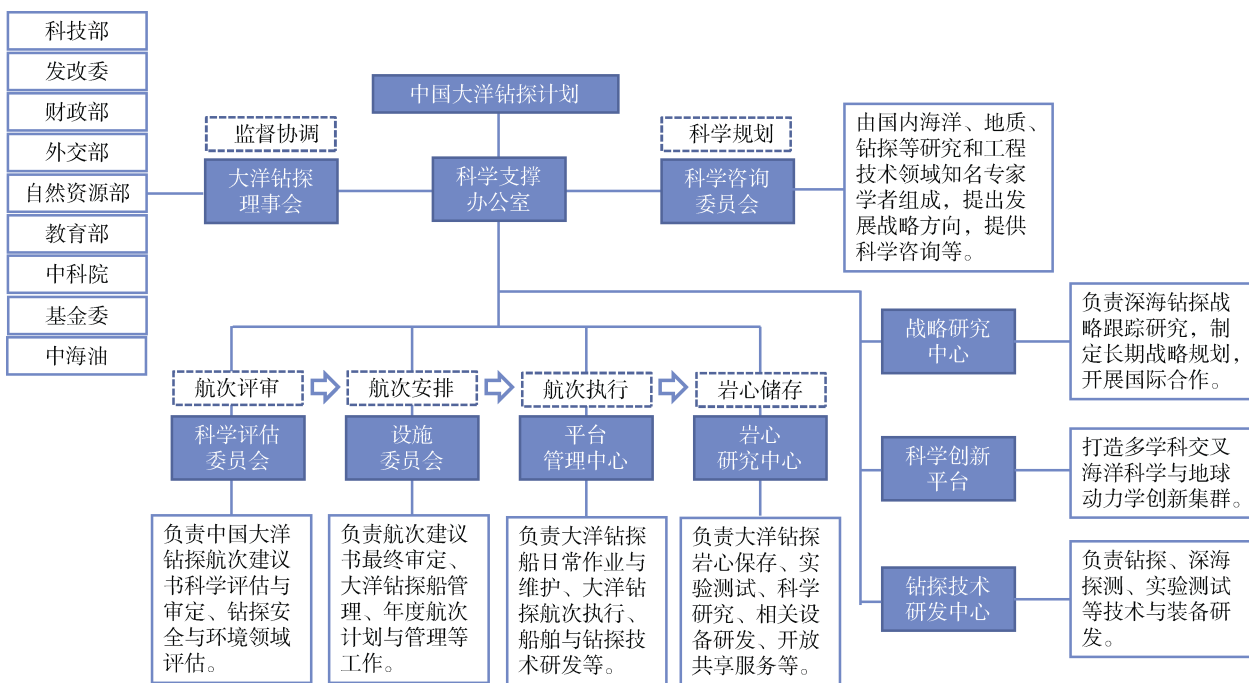 科技部
发改委
财政部
外交部
自然资源部
教育部
中科院
基金委
中海油
中国大洋钻探计划
监督协调
大洋钻探
理事会
科学支撑
办公室
科学规划
科学咨询
委员会
由国内海洋、地质、
钻探等研究和工程
技术领域知名专家
学者组成，提出发
展战略方向，提供
科学咨询等。
战略研究
中心
负责深海钻探战
略跟踪研究，制
定长期战略规划，
开展国际合作。
科学创新
平台
打造多学科交叉
海洋科学与地球
动力学创新集群。
钻探技术
研发中心
负责钻探、深海
探测、实验测试
等技术与装备研
发。
航次评审
科学评估
委员会
负责中国大洋
钻探航次建议
书科学评估与
审定、钻探安
全与环境领域
评估。
航次安排
设施
委员会
负责航次建议
书最终审定、
大洋钻探船管
理、年度航次
计划与管理等
工作。
航次执行
平台
管理中心
负责大洋钻探
船日常作业与
维护、大洋钻
探航次执行、
船舶与钻探技
术研发等。
岩心储存
岩心
研究中心
负责大洋钻探
岩心保存、实
验测试、科学
研究、相关设
备研发、开放
共享服务等。